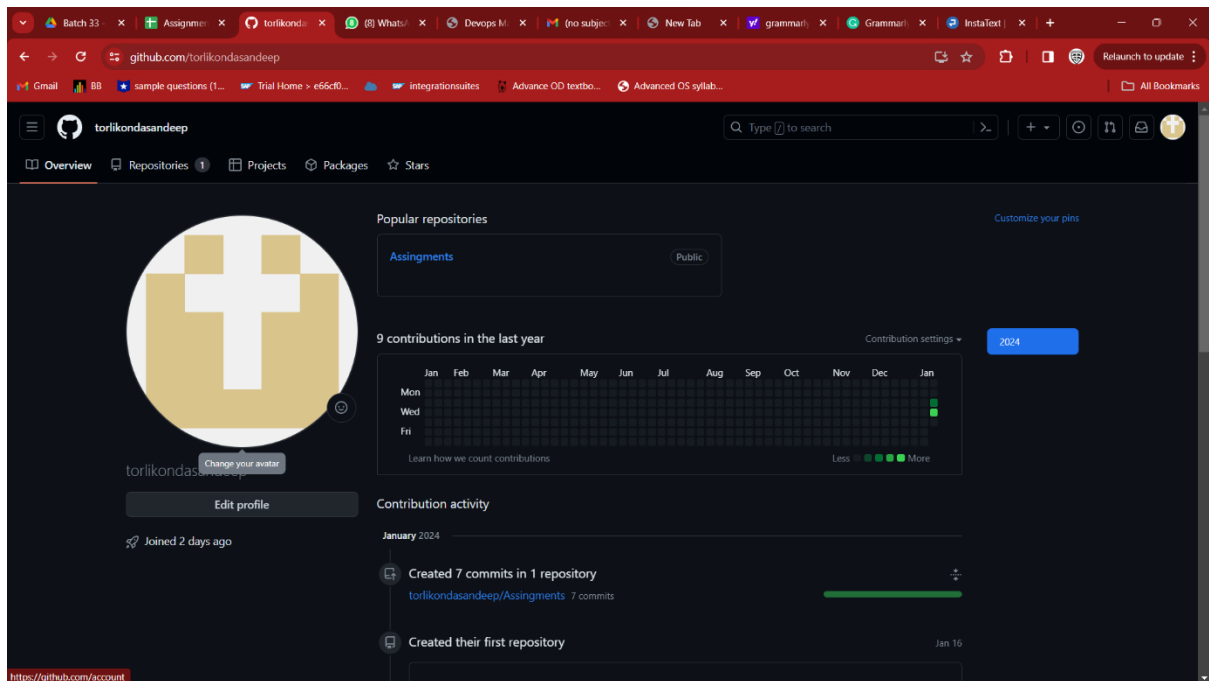 Batch 33 -
Assignmen
torlikonda
(8) Whats
Devops M
(no subjec
New Tab
grammarly
Grammarl
InstaText |
github.com/torlikondasandeep
Relaunch to update
Gmail
BB
sample questions (1...
Trial Home > e66cf0...
integrationsuites
Advance OD textbo...
Advanced OS syllab...
All Bookmarks
torlikondasandeep
Type / to search
Overview
Repositories 1
Projects
Packages
Stars
Popular repositories
Customize your pins
Assingments
Public
9 contributions in the last year
Contribution settings
2024
Jan Feb Mar Apr May Jun Jul Aug Sep Oct Nov Dec Jan
Mon
Wed
Fri
Learn how we count contributions
Less More
Change your avatar
Edit profile
Joined 2 days ago
Contribution activity
January 2024
Created 7 commits in 1 repository
torlikondasandeep/Assingments 7 commits
Created their first repository
Jan 16
https://github.com/account